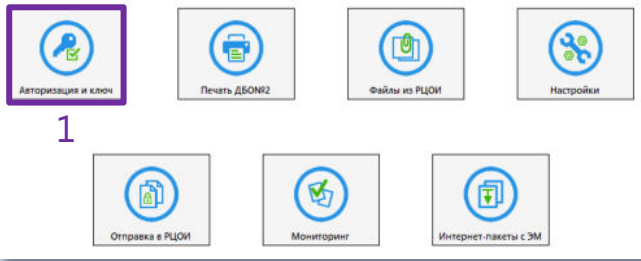 Авторизация и ключ
Печать ДБО№2
Файлы из РЦОИ
Настройки
1
Отправка в РЦОИ
Мониторинг
Интернет-пакеты с ЭМ